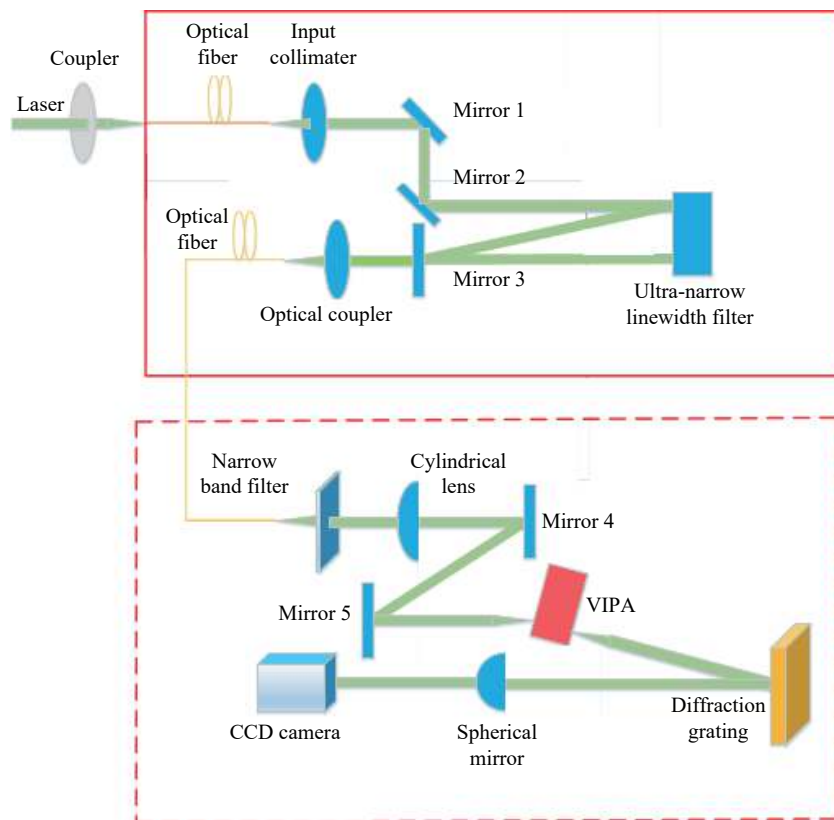 Optical
fiber
Input
collimater
Coupler
Laser
Mirror 1
Mirror 2
Optical
fiber
Mirror 3
Optical coupler
Ultra-narrow
linewidth filter
Narrow
band filter
Cylindrical
lens
Mirror 4
Mirror 5
VIPA
CCD camera
Spherical
mirror
Diffraction
grating